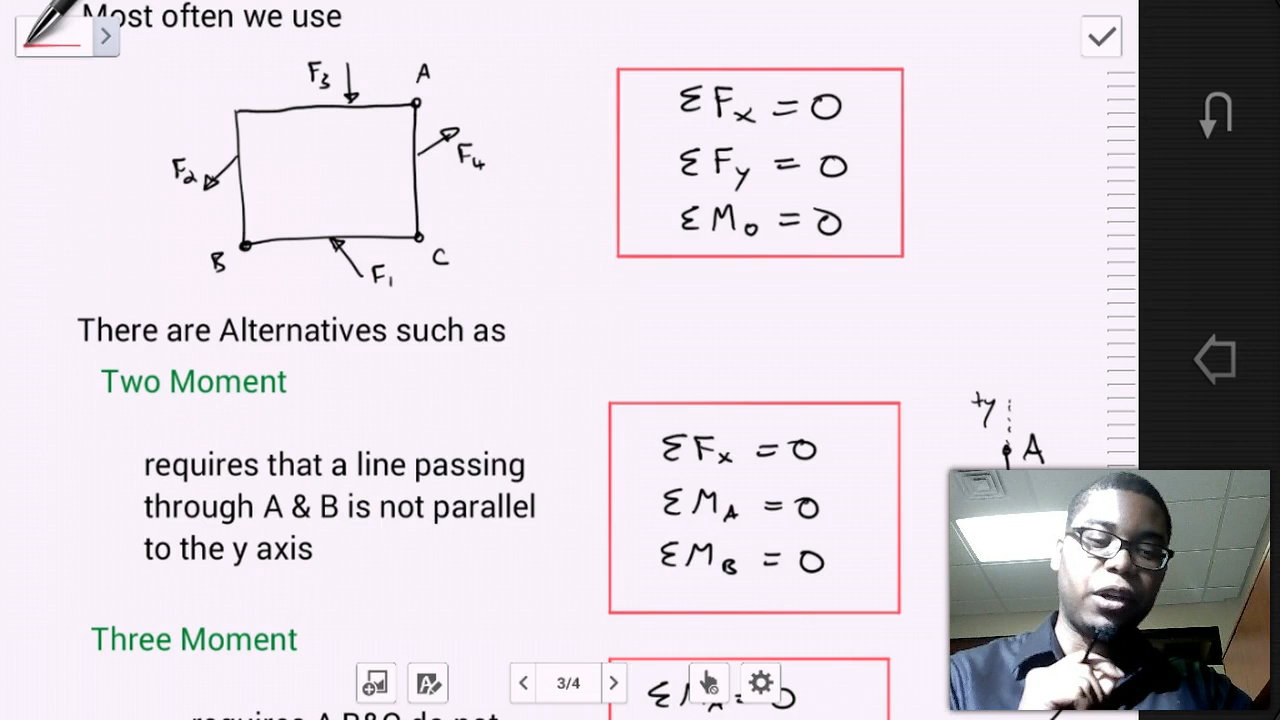 Most often we use
F3
A
F2
F4
B
C
F1
ΣFx = 0
ΣFy = 0
ΣMo = 0
There are Alternatives such as
Two Moment
requires that a line passing
through A & B is not parallel
to the y axis
ΣFx = 0
ΣMA = 0
ΣMB = 0
+y
A
Three Moment
3/4
requires A